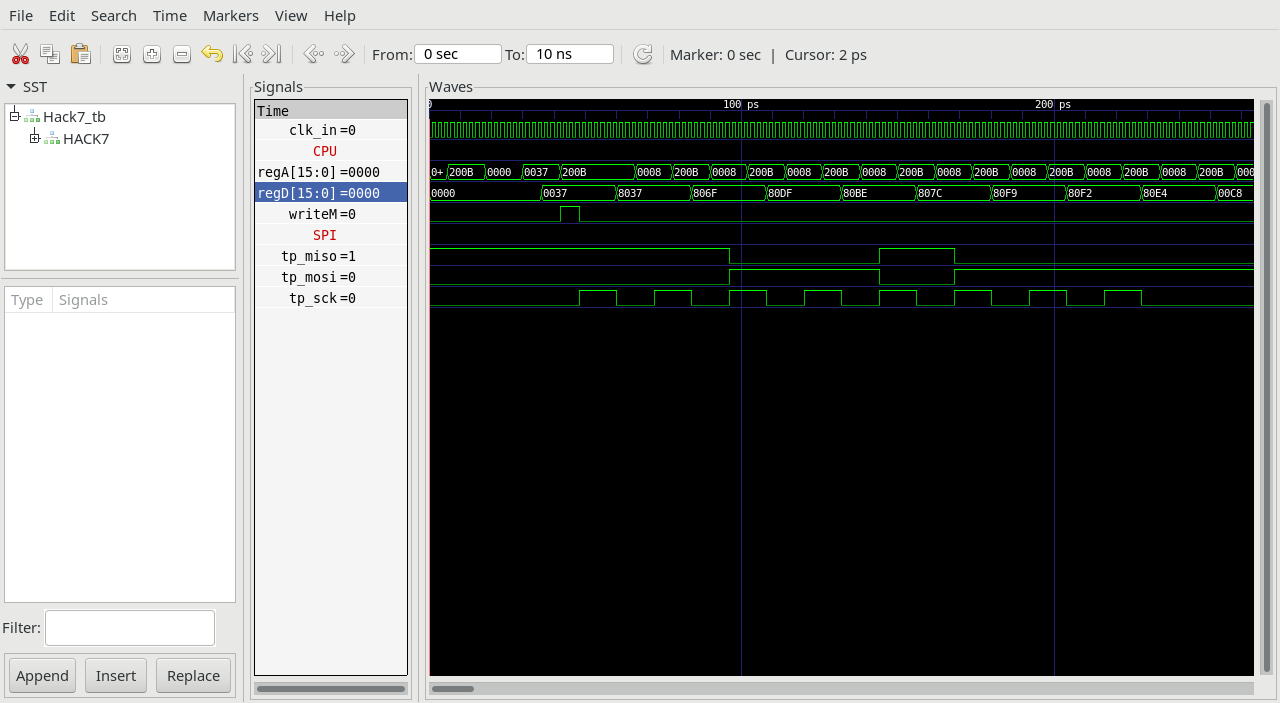 File Edit Search Time Markers View Help
From: 0 sec To: 10 ns Marker: 0 sec | Cursor: 2 ps
SST
Hack7_tb
HACK7
Type Signals
Filter:
Append Insert Replace
Signals
Time
clk_in=0
CPU
regA[15:0]=0000
regD[15:0]=0000
writeM=0
SPI
tp_miso=1
tp_mosi=0
tp_sck=0
Waves
0 100 ps 200 ps
0+ 200B 0000 0037 200B 0008 200B 0008 200B 0008 200B 0008 200B 0008 200B 0008 200B 0008 200B 0008 200B 000
0000 0037 8037 806F 80DF 80BE 807C 80F9 80F2 80E4 00C8